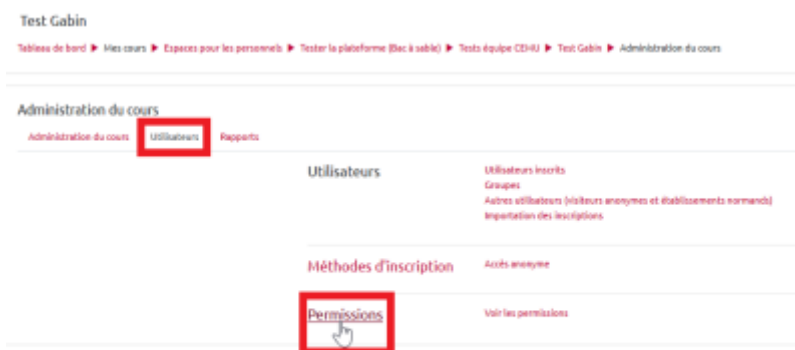 Test Gabin
Tableau de bord ▶ Mes cours ▶ Espaces pour les personnels ▶ Tester la plateforme (Bac à sable) ▶ Tests équipe CEMU ▶ Test Gabin ▶ Administration du cours
Administration du cours
Administration du cours Utilisateurs Rapports
Utilisateurs
Utilisateurs inscrits
Groupes
Autres utilisateurs (visiteurs anonymes et établissements normands)
Importation des inscriptions
Méthodes d'inscription
Accès anonyme
Permissions
Voir les permissions